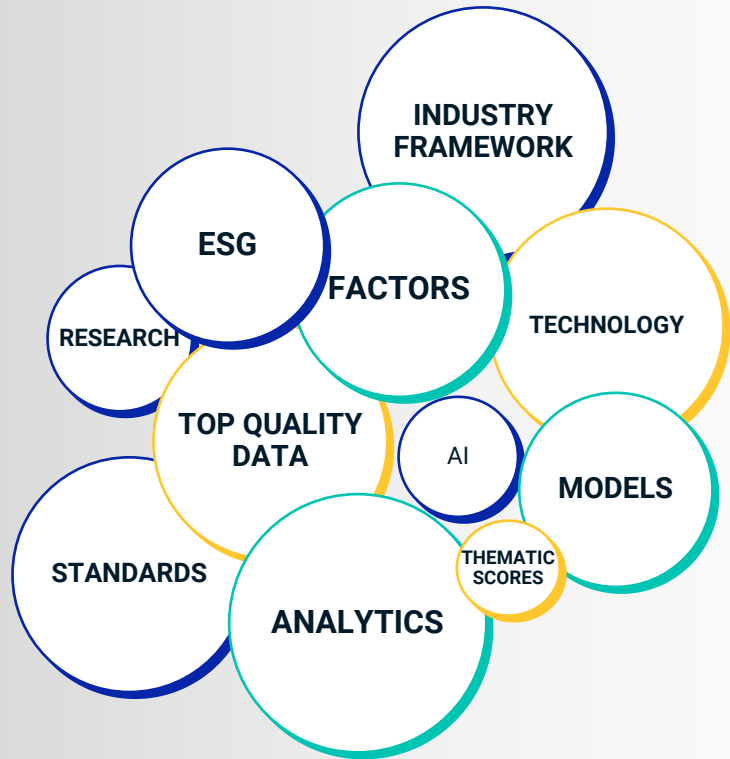 INDUSTRY
FRAMEWORK
ESG
FACTORS
RESEARCH
TECHNOLOGY
TOP QUALITY
DATA
AI
MODELS
THEMATIC
SCORES
STANDARDS
ANALYTICS